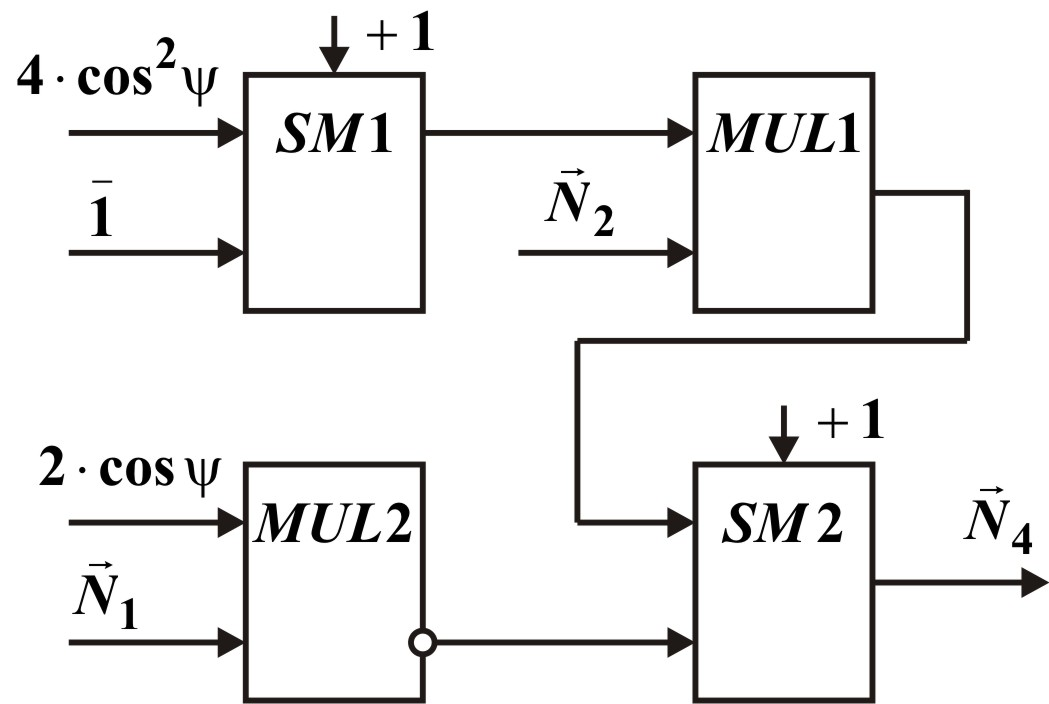 + 1
4 · cos²ψ
SM1
MUL1
1̄
N⃗₂
+ 1
2 · cos ψ
MUL2
SM2
N⃗₄
N⃗₁